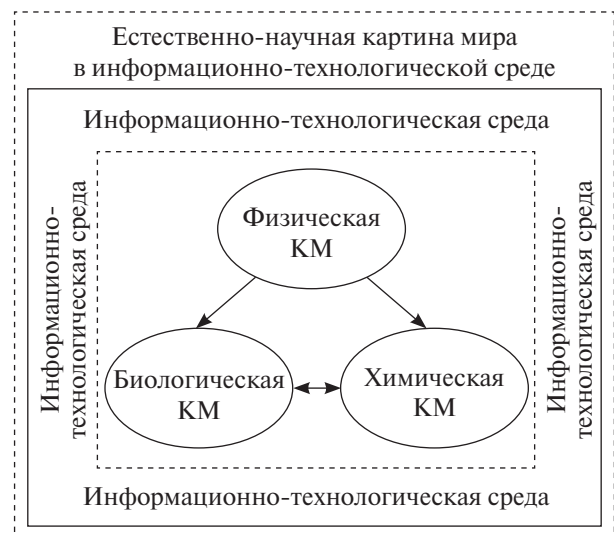 Естественно-научная картина мира
в информационно-технологической среде
Информационно-технологическая среда
Информационно-
технологическая среда
Физическая
КМ
Биологическая
КМ
Химическая
КМ
Информационно-
технологическая среда
Информационно-технологическая среда